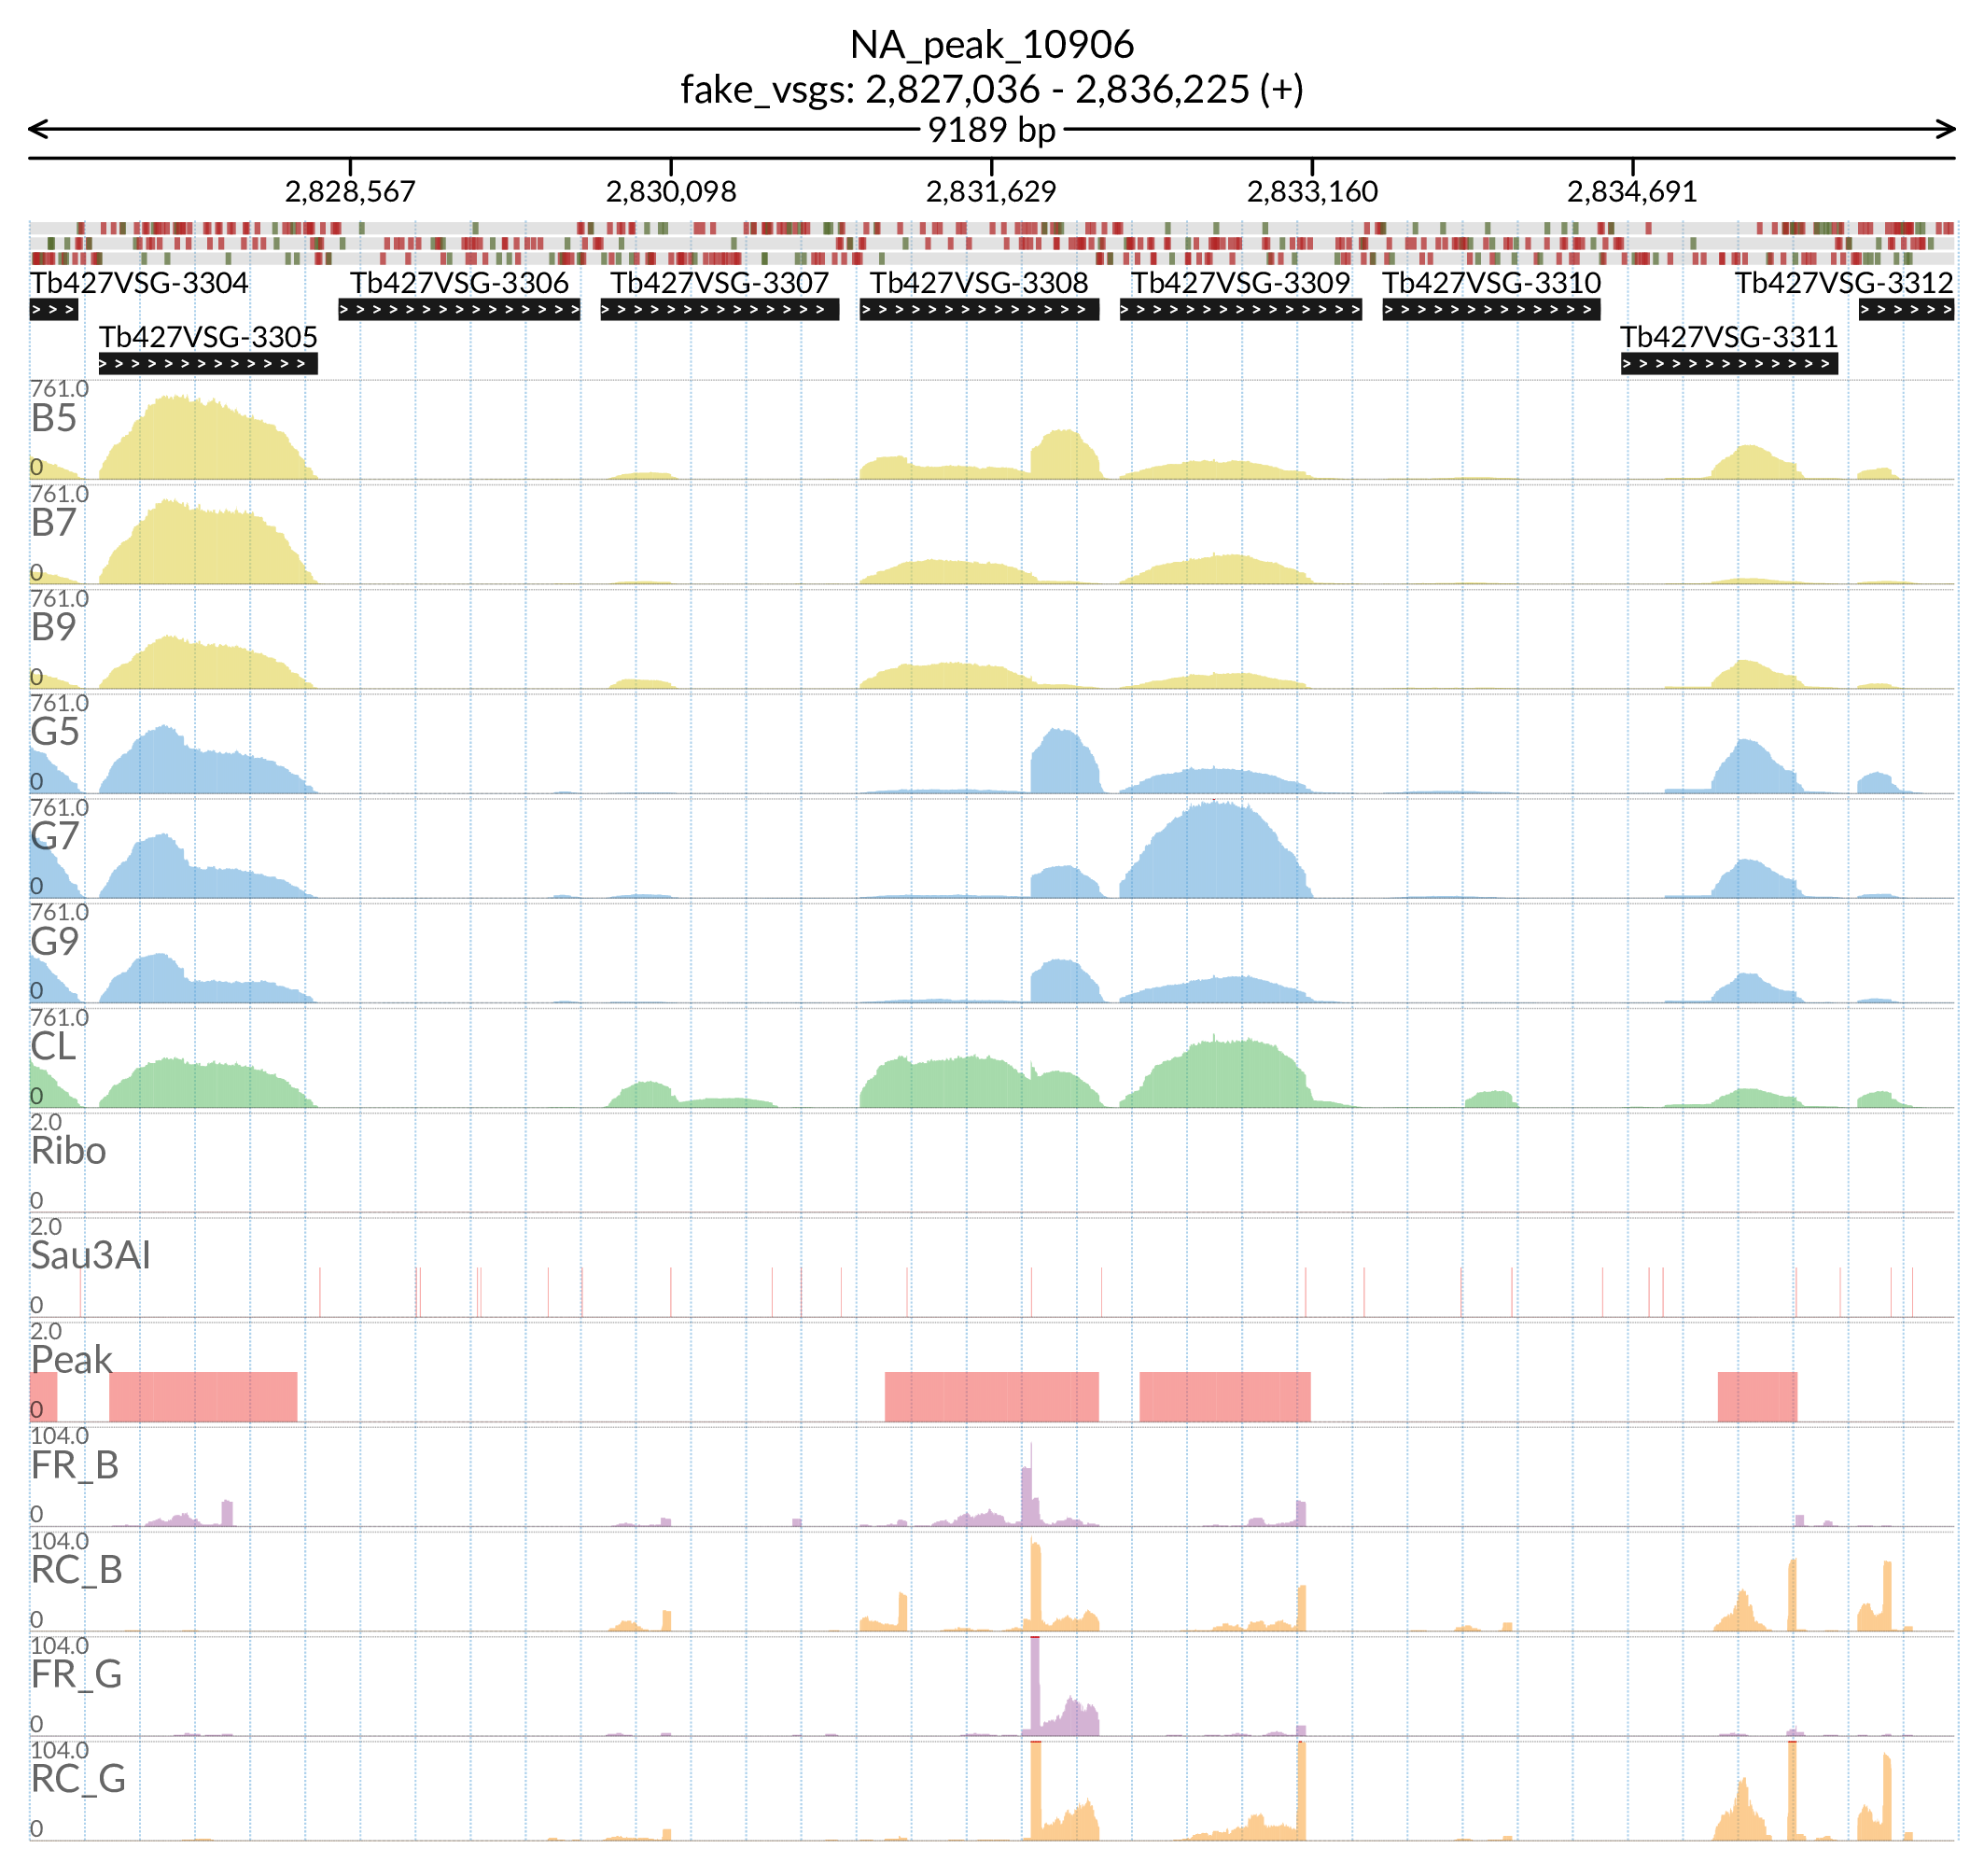 NA_peak_10906
fake_vsgs: 2,827,036 - 2,836,225 (+)
9189 bp
2,828,567 2,830,098 2,831,629 2,833,160 2,834,691
Tb427VSG-3304 Tb427VSG-3306 Tb427VSG-3307 Tb427VSG-3308 Tb427VSG-3309 Tb427VSG-3310 Tb427VSG-3312
Tb427VSG-3305 Tb427VSG-3311
761.0
B5
0
761.0
B7
0
761.0
B9
0
761.0
G5
0
761.0
G7
0
761.0
G9
0
761.0
CL
0
2.0
Ribo
0
2.0
Sau3AI
0
2.0
Peak
0
104.0
FR_B
0
104.0
RC_B
0
104.0
FR_G
0
104.0
RC_G
0